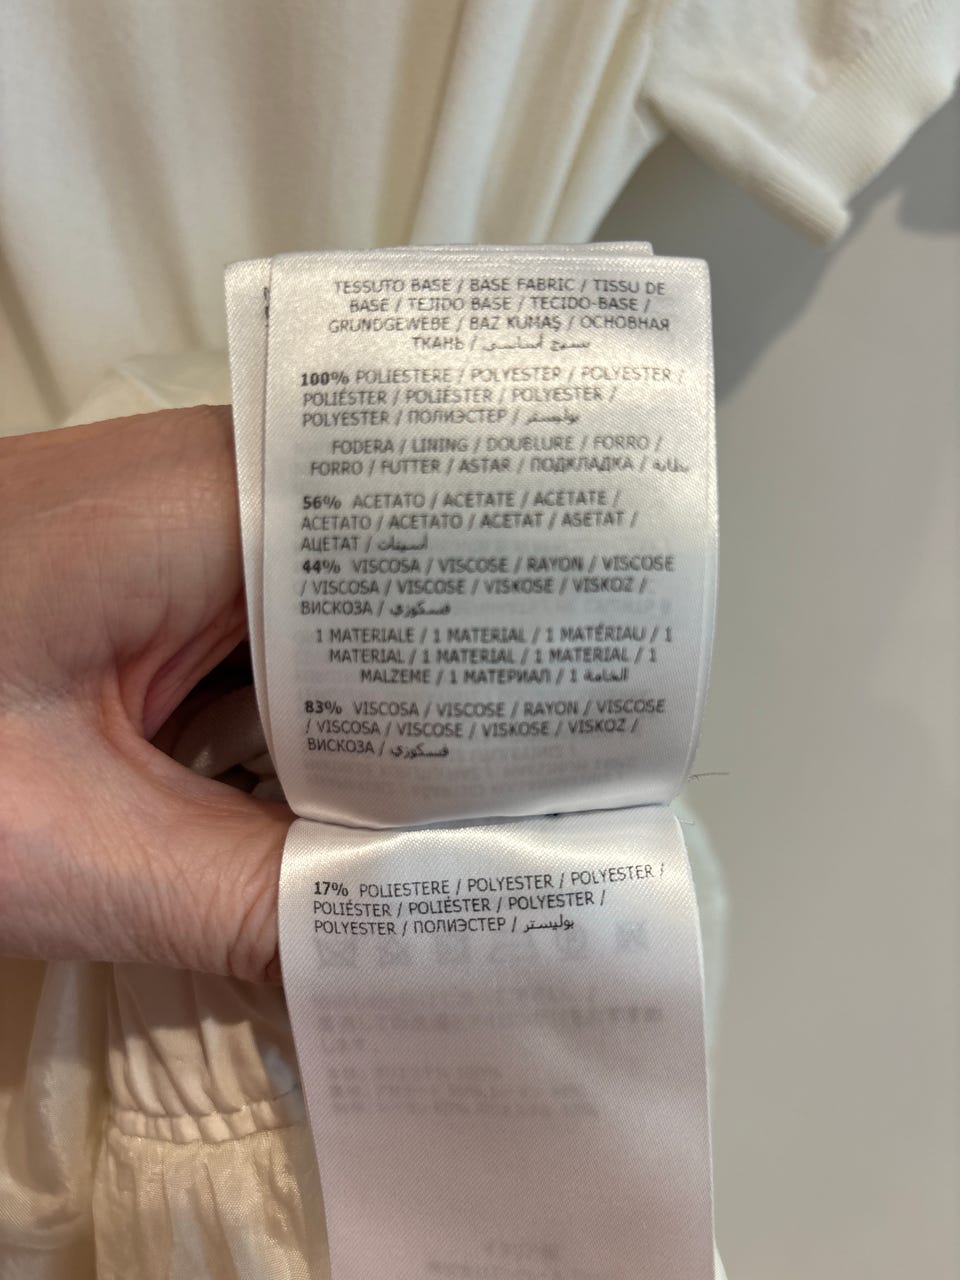 TESSUTO BASE / BASE FABRIC / TISSU DE
BASE / TEJIDO BASE / TECIDO-BASE /
GRUNDGEWEBE / BAZ KUMAŞ / ОСНОВНАЯ
ТКАНЬ / نسيج أساسي
100% POLIESTERE / POLYESTER / POLYESTER /
POLIÉSTER / POLIÉSTER / POLYESTER /
POLYESTER / ПОЛИЭСТЕР / بوليستر
FODERA / LINING / DOUBLURE / FORRO /
FORRO / FUTTER / ASTAR / ПОДКЛАДКА / بطانة
56% ACETATO / ACETATE / ACÉTATE /
ACETATO / ACETATO / ACETAT / ASETAT /
АЦЕТАТ / أسيتات
44% VISCOSA / VISCOSE / RAYON / VISCOSE
/ VISCOSA / VISCOSE / VISKOSE / VISKOZ /
ВИСКОЗА / فسكوزي
1 MATERIALE / 1 MATERIAL / 1 MATÉRIAU / 1
MATERIAL / 1 MATERIAL / 1 MATERIAL / 1
MALZEME / 1 МАТЕРИАЛ / 1 الخامة
83% VISCOSA / VISCOSE / RAYON / VISCOSE
/ VISCOSA / VISCOSE / VISKOSE / VISKOZ /
ВИСКОЗА / فسكوزي
17% POLIESTERE / POLYESTER / POLYESTER /
POLIÉSTER / POLIÉSTER / POLYESTER /
POLYESTER / ПОЛИЭСТЕР / بوليستر